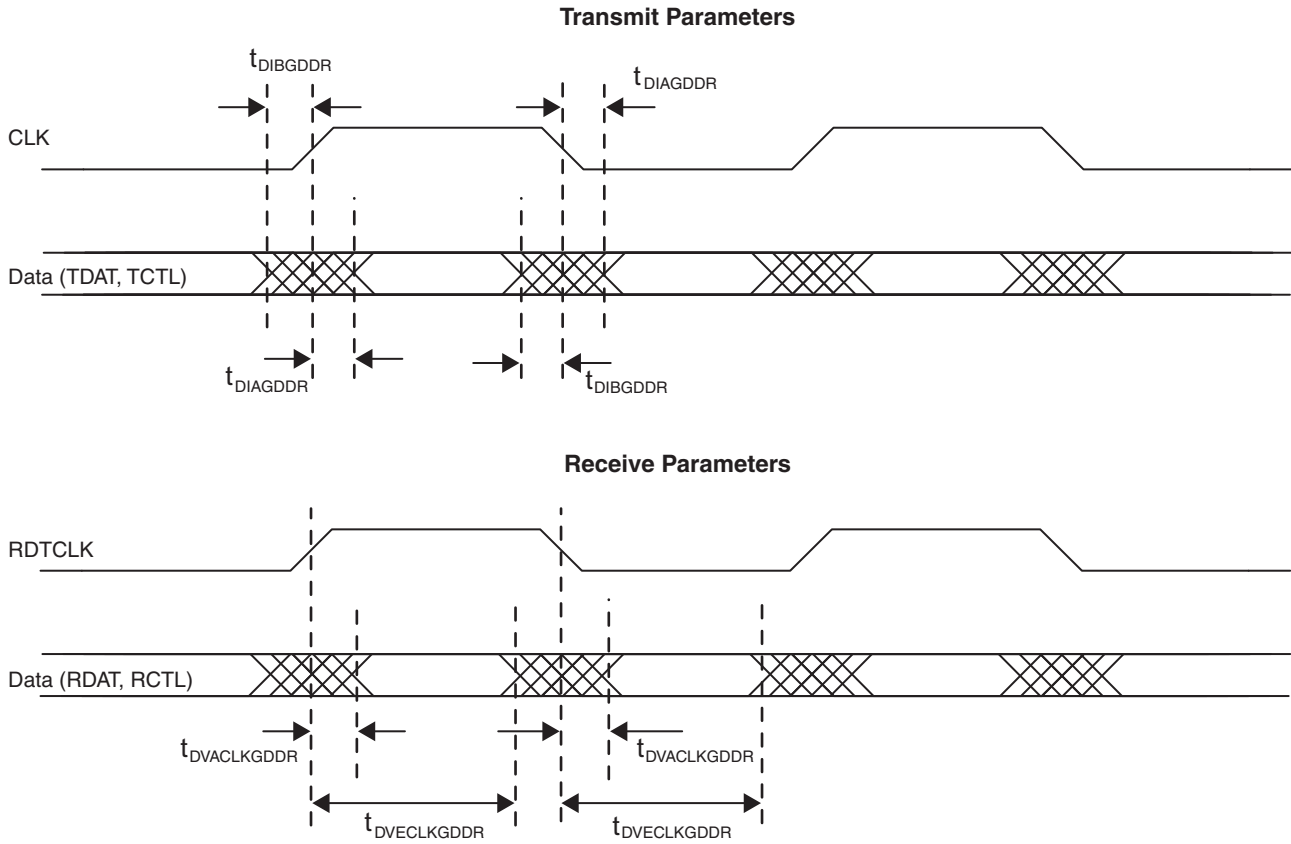 Transmit Parameters
tDIBGDDR
tDIAGDDR
CLK
Data (TDAT, TCTL)
tDIAGDDR
tDIBGDDR
Receive Parameters
RDTCLK
Data (RDAT, RCTL)
tDVACLKGDDR
tDVACLKGDDR
tDVECLKGDDR
tDVECLKGDDR